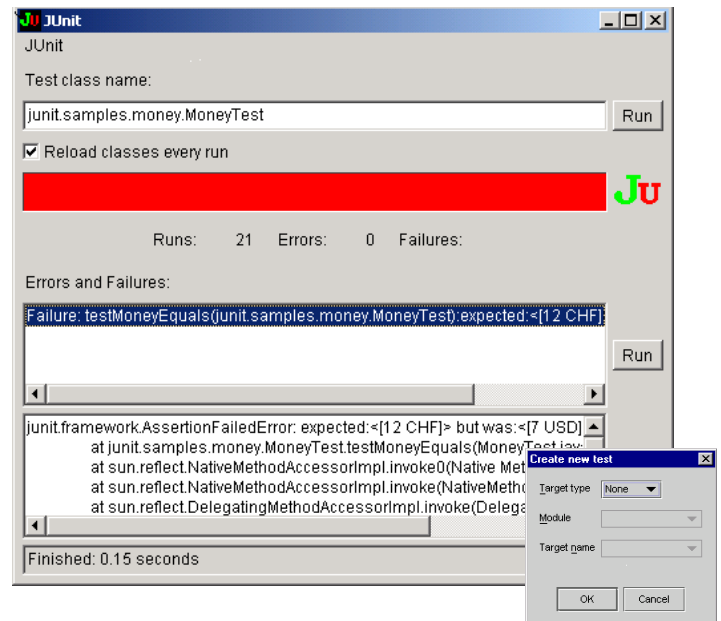 JU JUnit
JUnit
Test class name:
junit.samples.money.MoneyTest
Run
Reload classes every run
JU
Runs: 21 Errors: 0 Failures:
Errors and Failures:
Failure: testMoneyEquals(junit.samples.money.MoneyTest):expected:<[12 CHF]
Run
junit.framework.AssertionFailedError: expected:<[12 CHF]> but was:<[7 USD]
at junit.samples.money.MoneyTest.testMoneyEquals(MoneyTest.jav
at sun.reflect.NativeMethodAccessorImpl.invoke0(Native Met
at sun.reflect.NativeMethodAccessorImpl.invoke(NativeMetho
at sun.reflect.DelegatingMethodAccessorImpl.invoke(Delega
Finished: 0.15 seconds
Create new test
Target type None
Module
Target name
OK Cancel